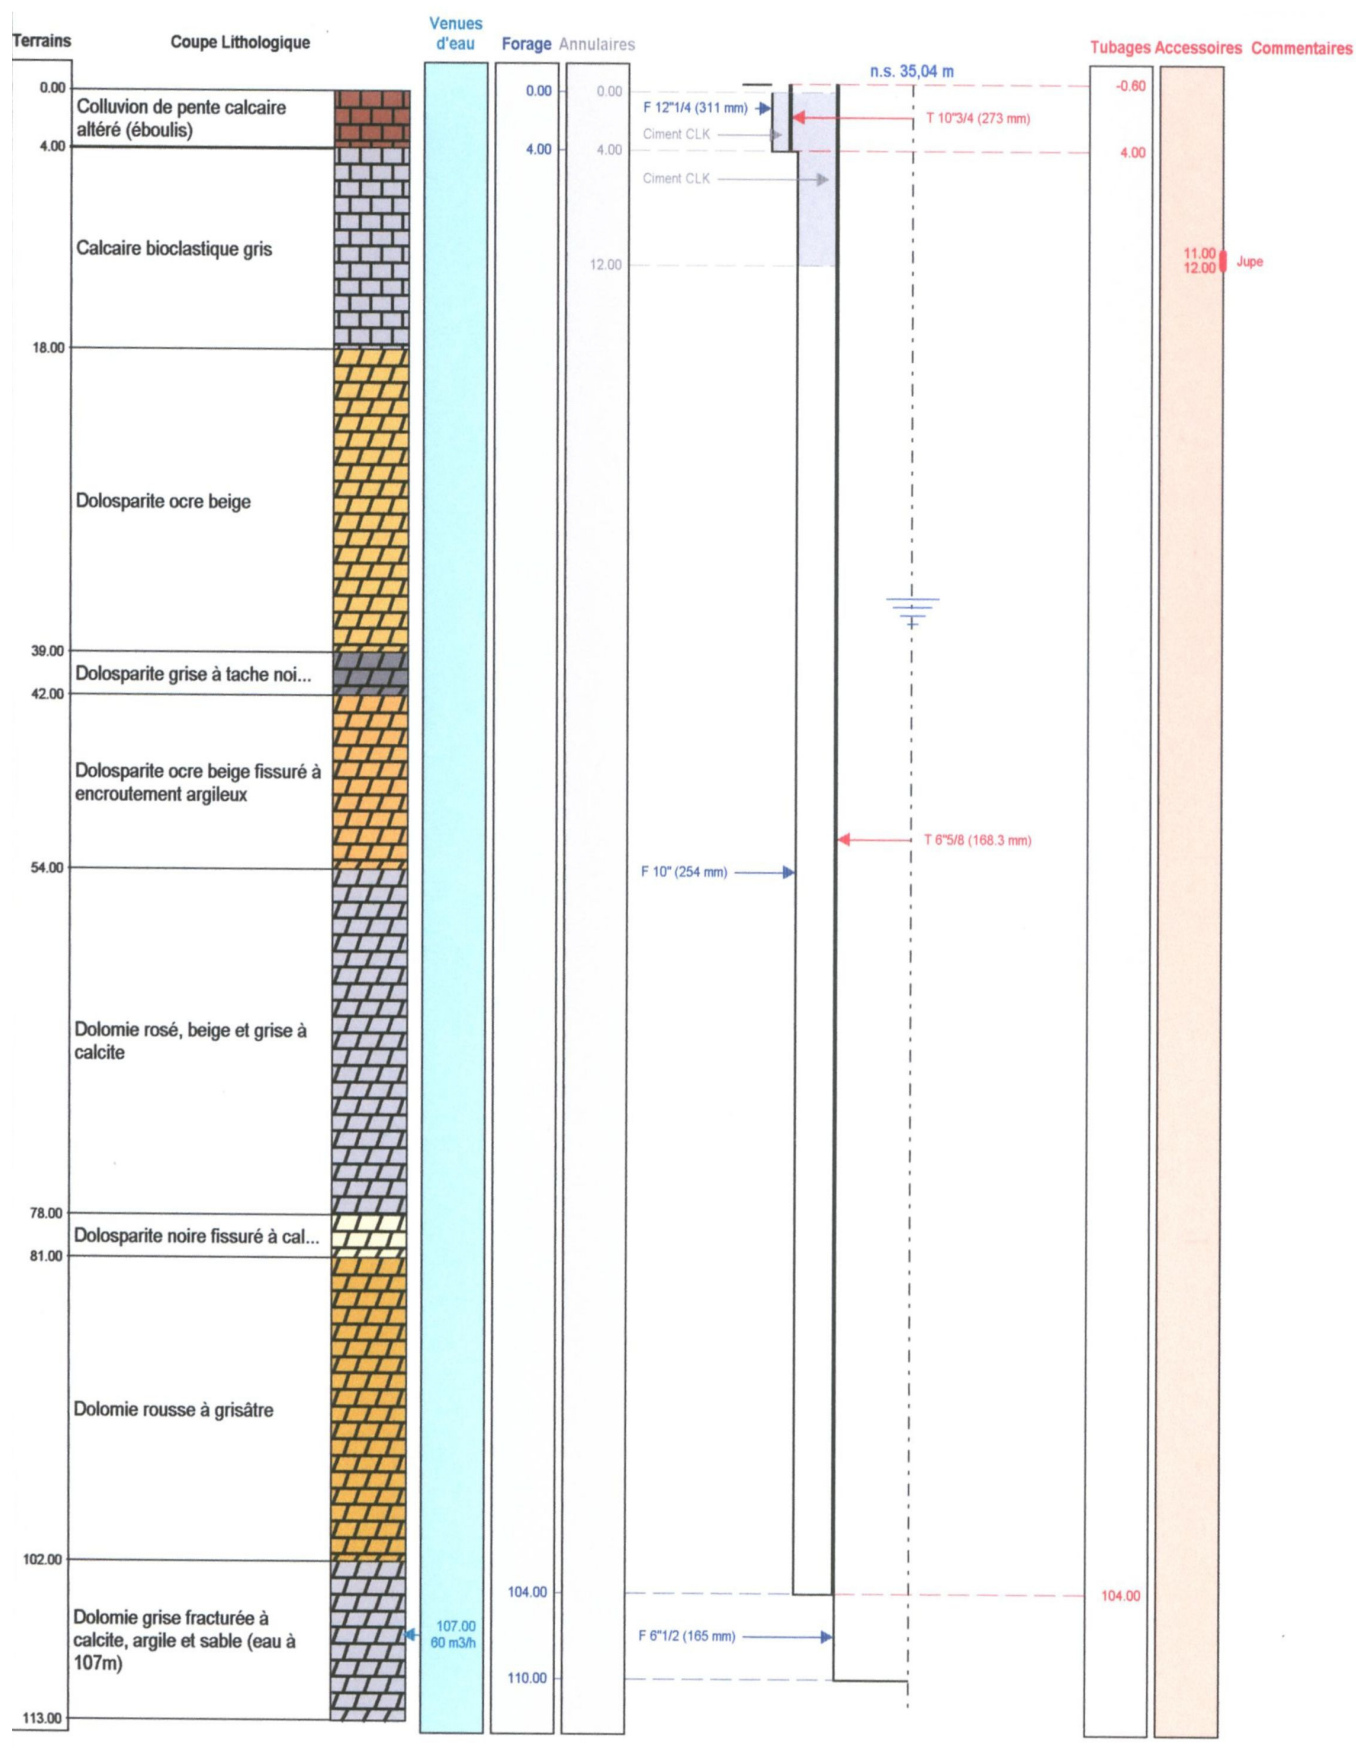 Terrains
Coupe Lithologique
Venues
d'eau
Forage
Annulaires
Tubages
Accessoires
Commentaires
n.s. 35,04 m
0.00
Colluvion de pente calcaire
altéré (éboulis)
4.00
Calcaire bioclastique gris
18.00
Dolosparite ocre beige
39.00
Dolosparite grise à tache noi...
42.00
Dolosparite ocre beige fissuré à
encroutement argileux
54.00
Dolomie rosé, beige et grise à
calcite
78.00
Dolosparite noire fissuré à cal...
81.00
Dolomie rousse à grisâtre
102.00
Dolomie grise fracturée à
calcite, argile et sable (eau à
107m)
113.00
107.00
60 m3/h
0.00
4.00
104.00
110.00
0.00
4.00
12.00
F 12"1/4 (311 mm)
Ciment CLK
Ciment CLK
F 10" (254 mm)
F 6"1/2 (165 mm)
T 10"3/4 (273 mm)
T 6"5/8 (168.3 mm)
-0.60
4.00
104.00
11.00
12.00
Jupe